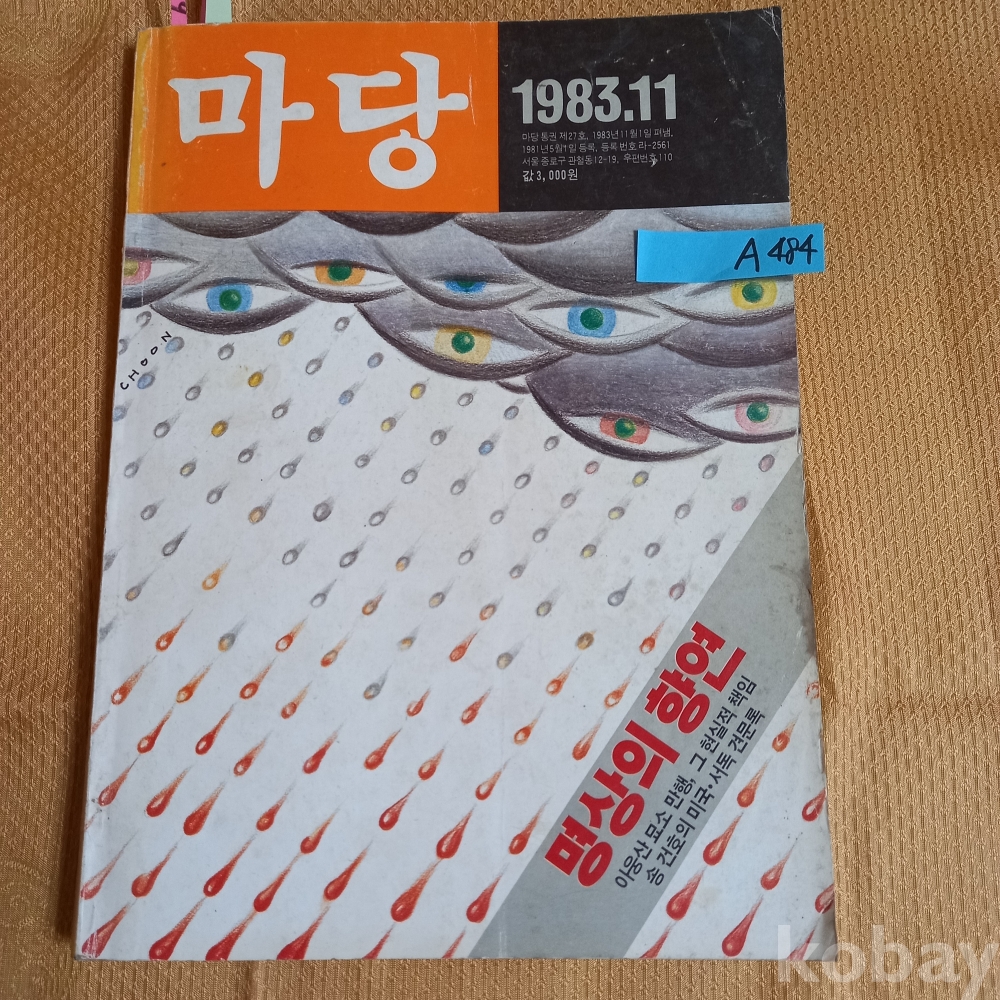 마당
1983.11
마당 통권 제27호, 1983년 11월 1일 펴냄,
1981년 5월 1일 등록, 등록 번호 라-2561
서울 종로구 관철동 12-19, 우편번호 110
값 3,000원
A484
CHOON
명상의 향연
아웅산 묘소 만행, 그 현실적 책임
송 건호의 미국·서독 견문록
kobay